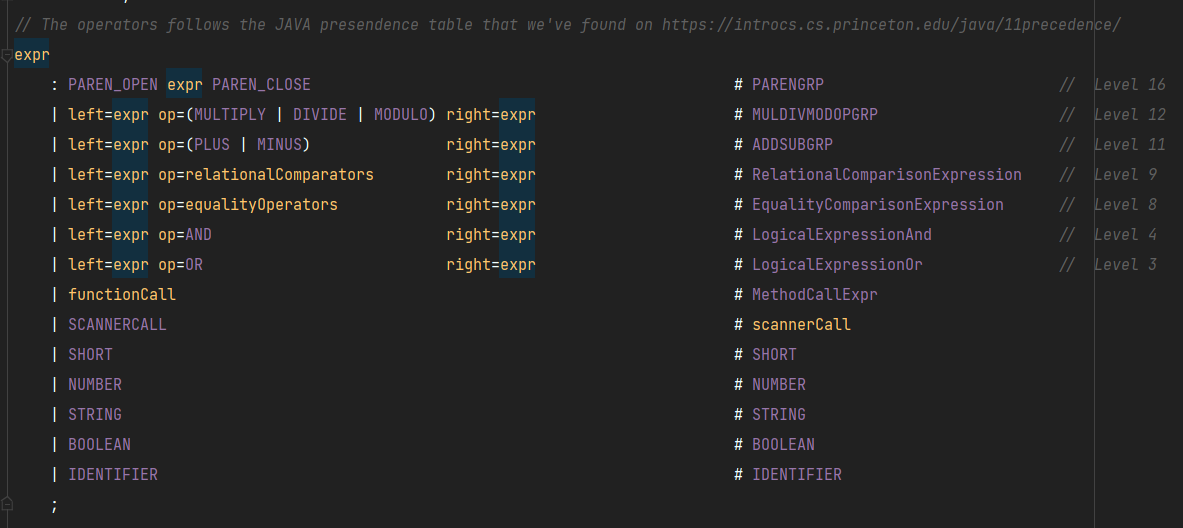 // The operators follows the JAVA presendence table that we've found on https://introcs.cs.princeton.edu/java/11precedence/
expr
: PAREN_OPEN expr PAREN_CLOSE # PARENGRP // Level 16
| left=expr op=(MULTIPLY | DIVIDE | MODULO) right=expr # MULDIVMODOPGRP // Level 12
| left=expr op=(PLUS | MINUS) right=expr # ADDSUBGRP // Level 11
| left=expr op=relationalComparators right=expr # RelationalComparisonExpression // Level 9
| left=expr op=equalityOperators right=expr # EqualityComparisonExpression // Level 8
| left=expr op=AND right=expr # LogicalExpressionAnd // Level 4
| left=expr op=OR right=expr # LogicalExpressionOr // Level 3
| functionCall # MethodCallExpr
| SCANNERCALL # scannerCall
| SHORT # SHORT
| NUMBER # NUMBER
| STRING # STRING
| BOOLEAN # BOOLEAN
| IDENTIFIER # IDENTIFIER
;